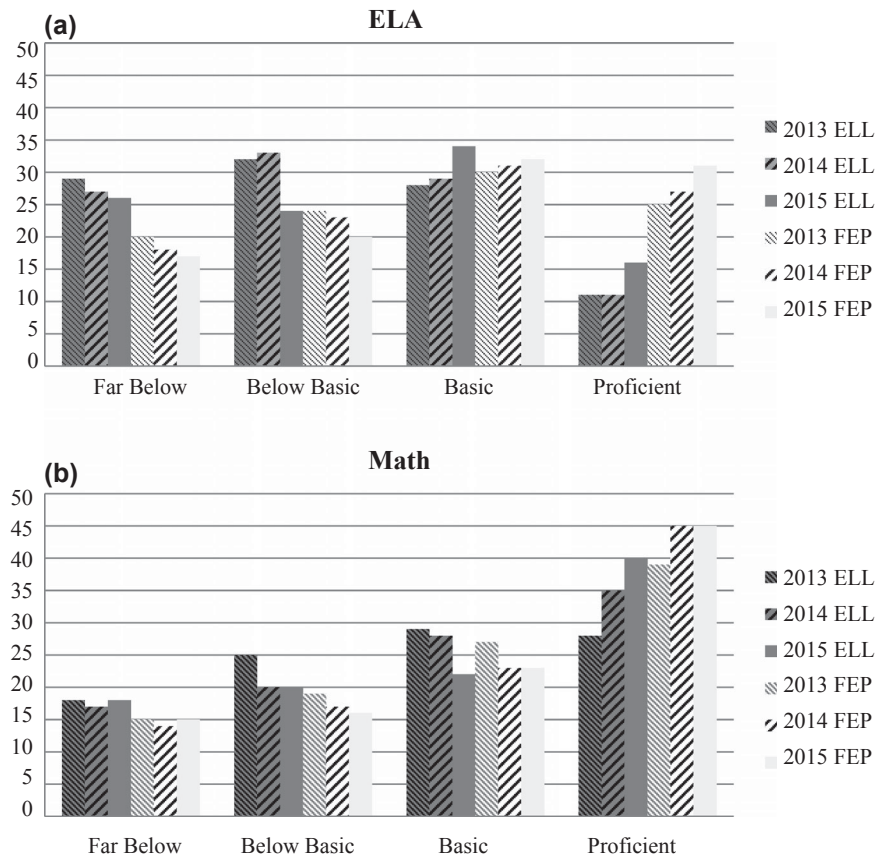 (a)
ELA
50
45
40
35
30
25
20
15
10
5
0
Far Below Below Basic Basic Proficient
2013 ELL
2014 ELL
2015 ELL
2013 FEP
2014 FEP
2015 FEP
(b)
Math
50
45
40
35
30
25
20
15
10
5
0
Far Below Below Basic Basic Proficient
2013 ELL
2014 ELL
2015 ELL
2013 FEP
2014 FEP
2015 FEP